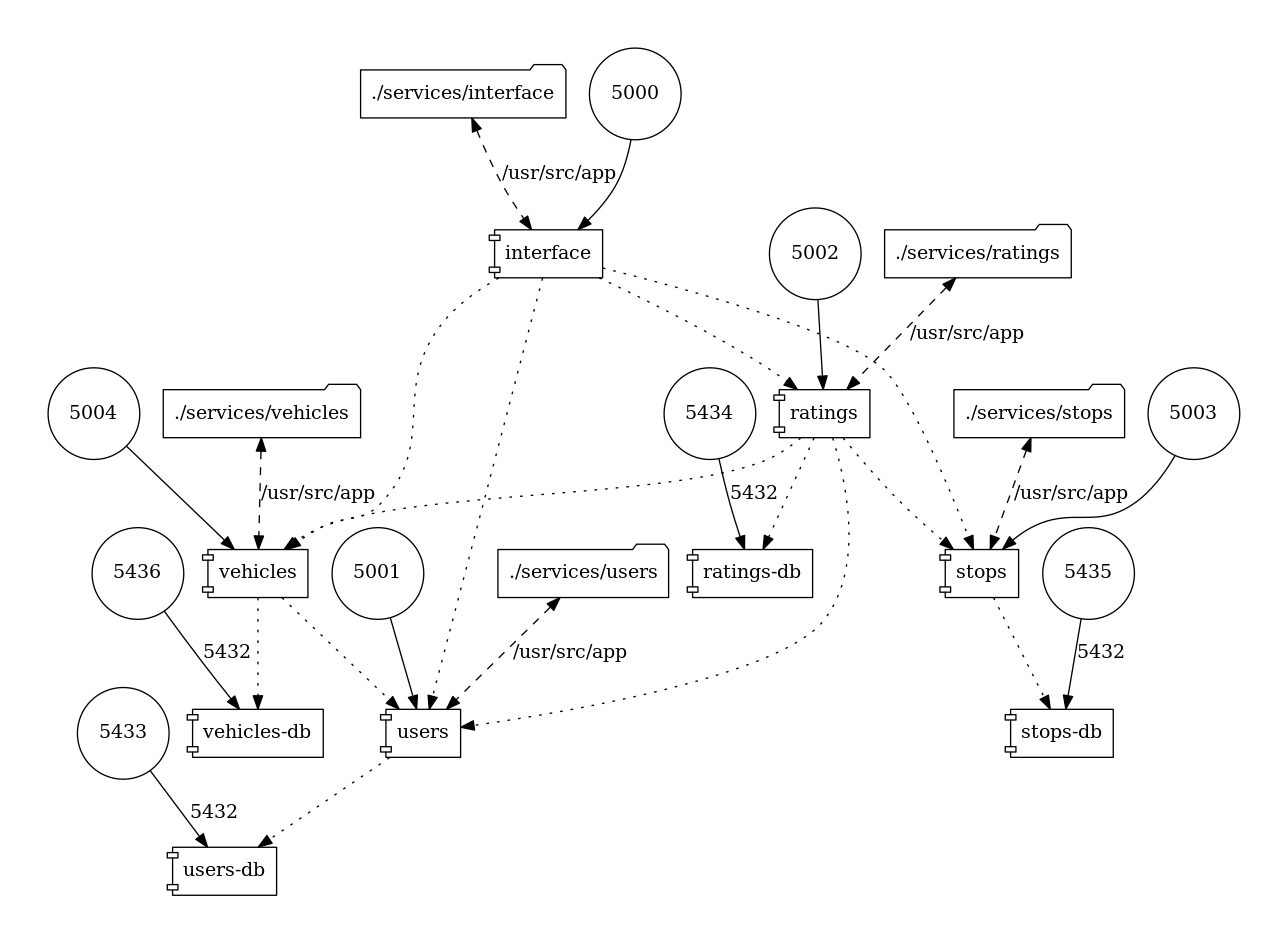 ./services/interface
5000
/usr/src/app
interface
5002
./services/ratings
/usr/src/app
5004
./services/vehicles
5434
ratings
./services/stops
5003
/usr/src/app
5432
/usr/src/app
5436
vehicles
5001
./services/users
ratings-db
stops
5435
5432
/usr/src/app
5432
5433
vehicles-db
users
stops-db
5432
users-db